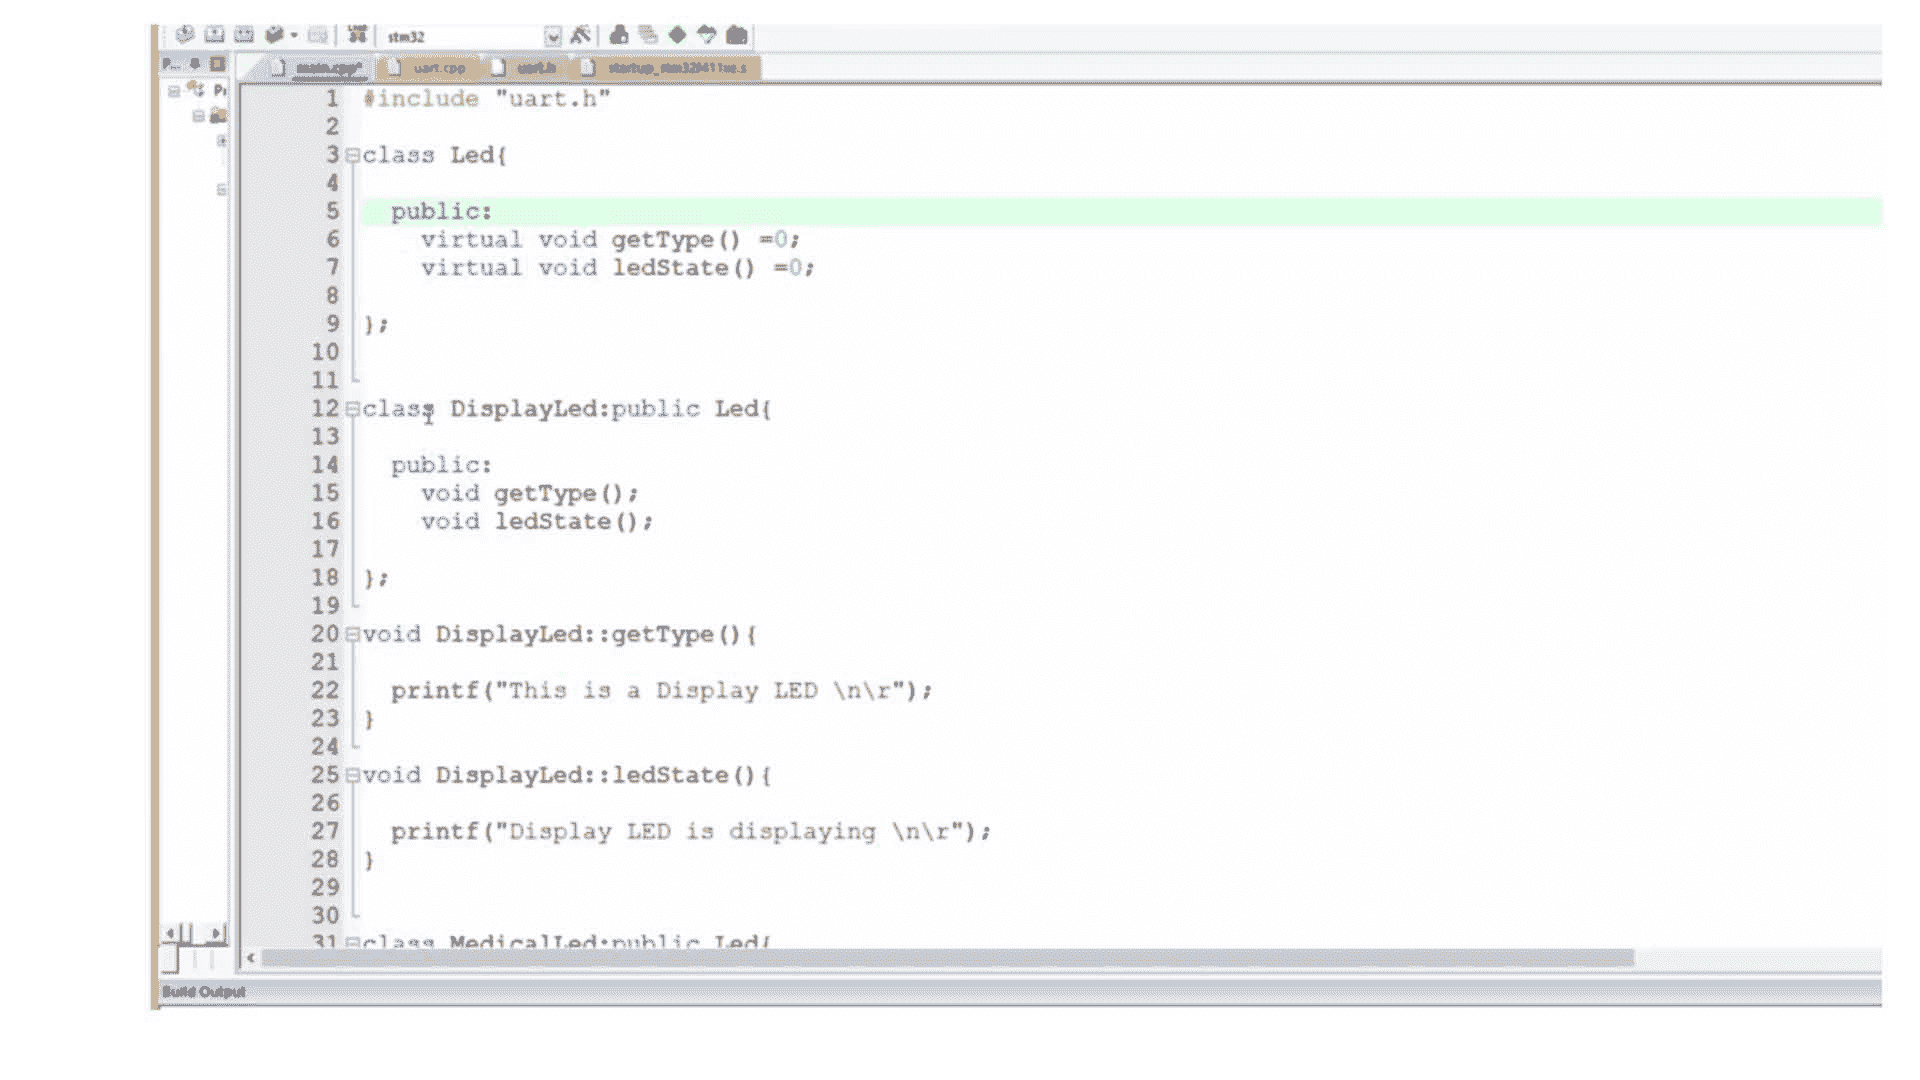 stm32
P...
main.cpp*
uart.cpp
uart.h
1 #include "uart.h"
2
3 class Led{
4
5 public:
6 virtual void getType() =0;
7 virtual void ledState() =0;
8
9 };
10
11
12 class DisplayLed:public Led{
13
14 public:
15 void getType();
16 void ledState();
17
18 };
19
20 void DisplayLed::getType(){
21
22 printf("This is a Display LED \n\r");
23 }
24
25 void DisplayLed::ledState(){
26
27 printf("Display LED is displaying \n\r");
28 }
29
30
31 class MedicalLed:public Led{
Build Output